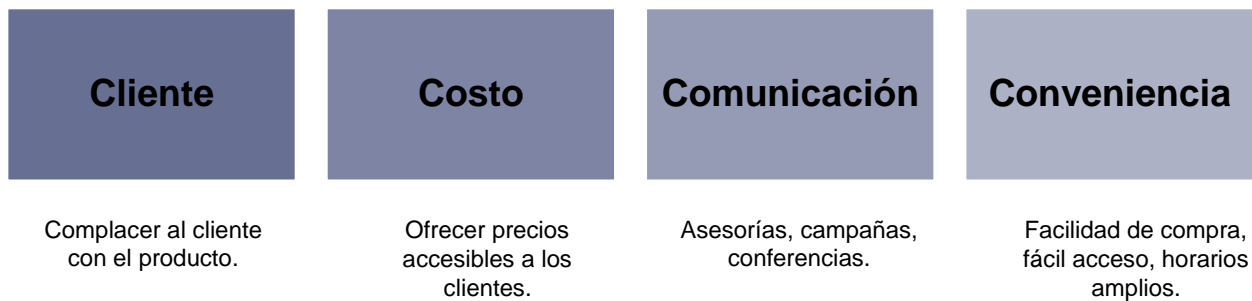 Cliente
Costo
Comunicación
Conveniencia
Complacer al cliente
con el producto.
Ofrecer precios
accesibles a los
clientes.
Asesorías, campañas,
conferencias.
Facilidad de compra,
fácil acceso, horarios
amplios.